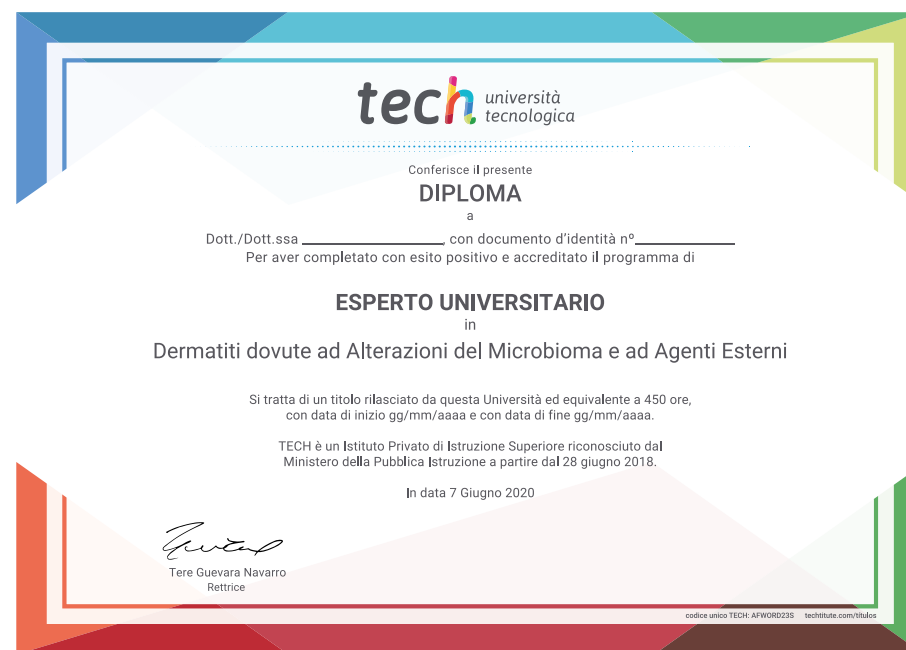 tech università
tecnologica
Conferisce il presente
DIPLOMA
a
Dott./Dott.ssa ____________________, con documento d'identità nº______________
Per aver completato con esito positivo e accreditato il programma di
ESPERTO UNIVERSITARIO
in
Dermatiti dovute ad Alterazioni del Microbioma e ad Agenti Esterni
Si tratta di un titolo rilasciato da questa Università ed equivalente a 450 ore,
con data di inizio gg/mm/aaaa e con data di fine gg/mm/aaaa.
TECH è un Istituto Privato di Istruzione Superiore riconosciuto dal
Ministero della Pubblica Istruzione a partire dal 28 giugno 2018.
In data 7 Giugno 2020
Tere Guevara Navarro
Rettrice
codice unico TECH: AFWORD23S techtitute.com/titulos